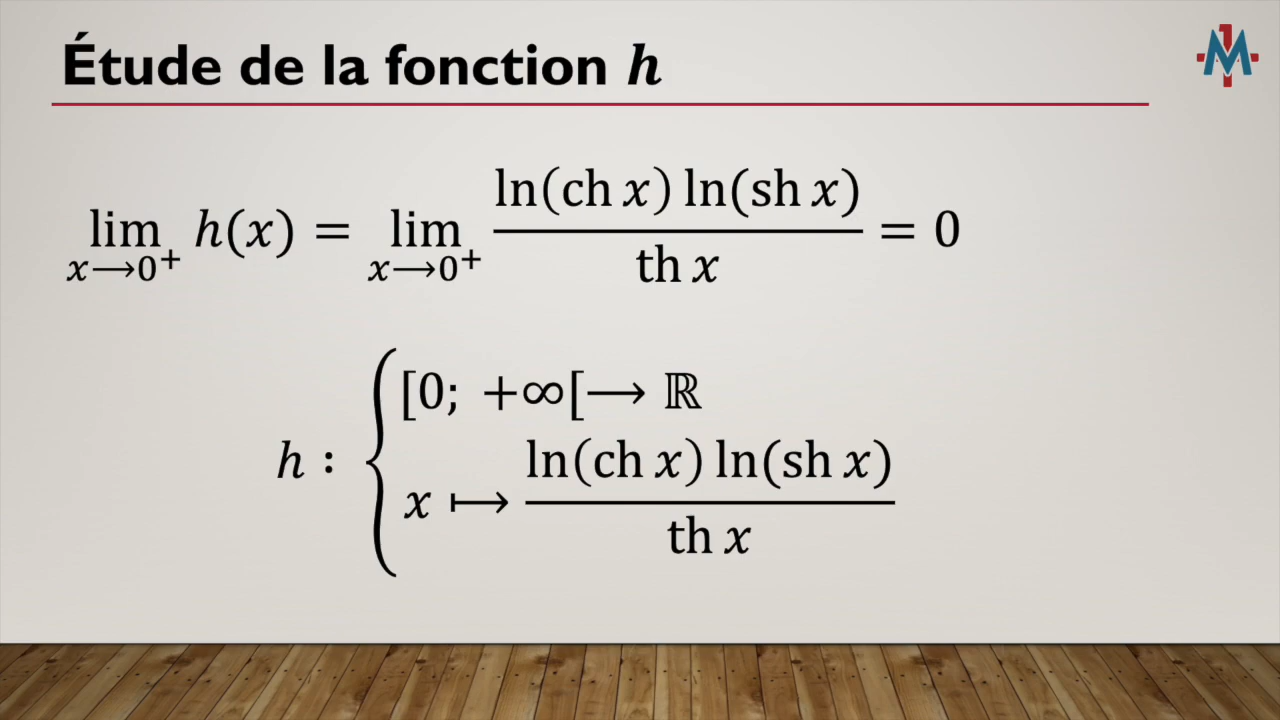 Étude de la fonction h
lim x⟶0⁺ h(x) = lim x⟶0⁺ ln(ch x) ln(sh x) / th x = 0
h : { [0; +∞[⟶ ℝ
x ⟼ ln(ch x) ln(sh x) / th x